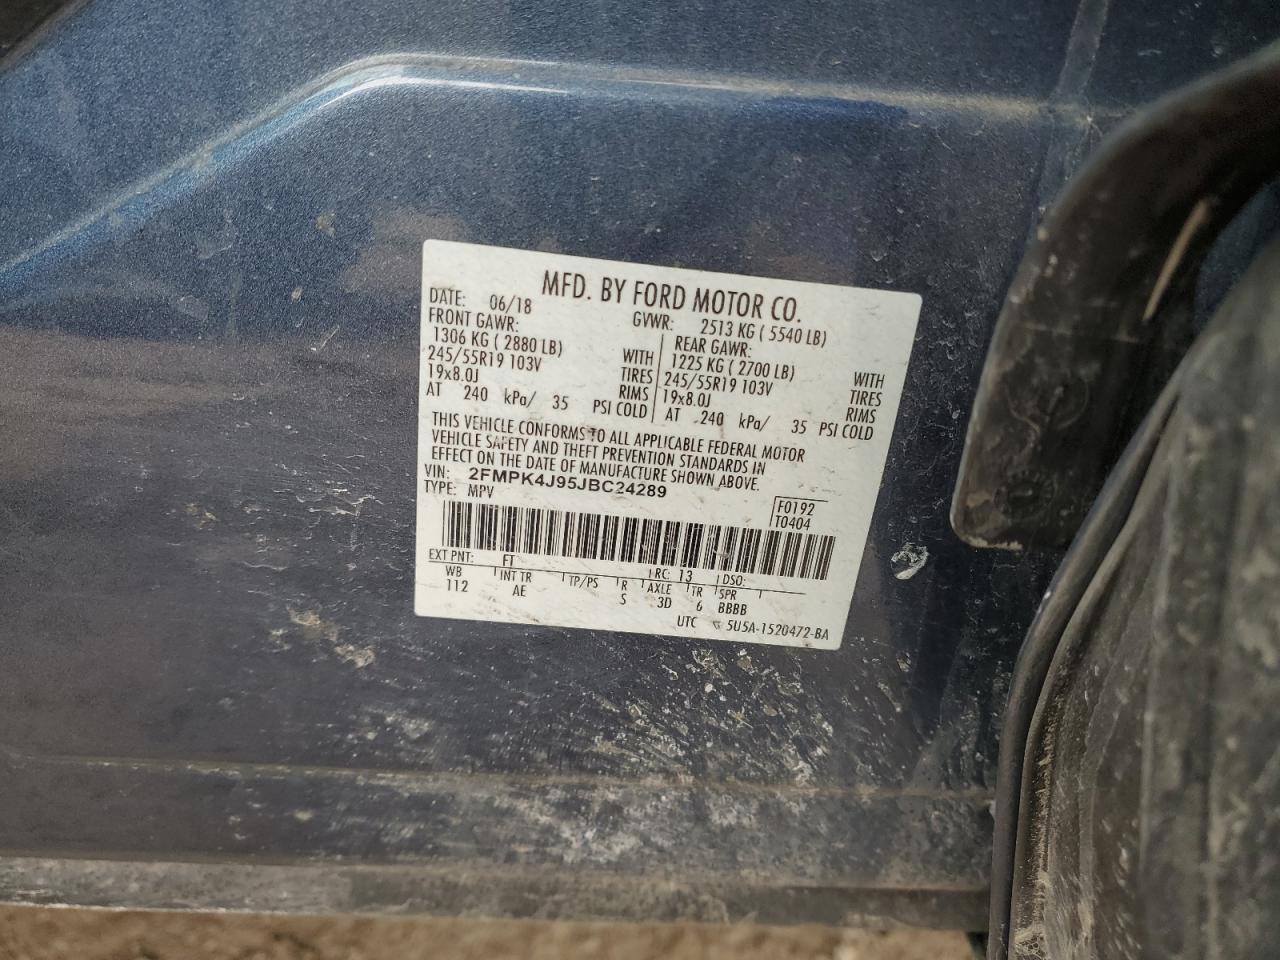 MFD. BY FORD MOTOR CO.
DATE: 06/18 GVWR: 2513 KG ( 5540 LB)
FRONT GAWR: REAR GAWR:
1306 KG ( 2880 LB) WITH 1225 KG ( 2700 LB) WITH
245/55R19 103V TIRES 245/55R19 103V TIRES
19x8.0J RIMS 19x8.0J RIMS
AT 240 kPa/ 35 PSI COLD AT 240 kPa/ 35 PSI COLD
THIS VEHICLE CONFORMS TO ALL APPLICABLE FEDERAL MOTOR
VEHICLE SAFETY AND THEFT PREVENTION STANDARDS IN
EFFECT ON THE DATE OF MANUFACTURE SHOWN ABOVE.
VIN: 2FMPK4J95JBC24289
TYPE: MPV F0192
T0404
EXT PNT: FT RC: 13 DSO:
WB INT TR TP/PS R AXLE TR SPR
112 AE S 3D 6 BBBB
UTC 5U5A-1520472-BA